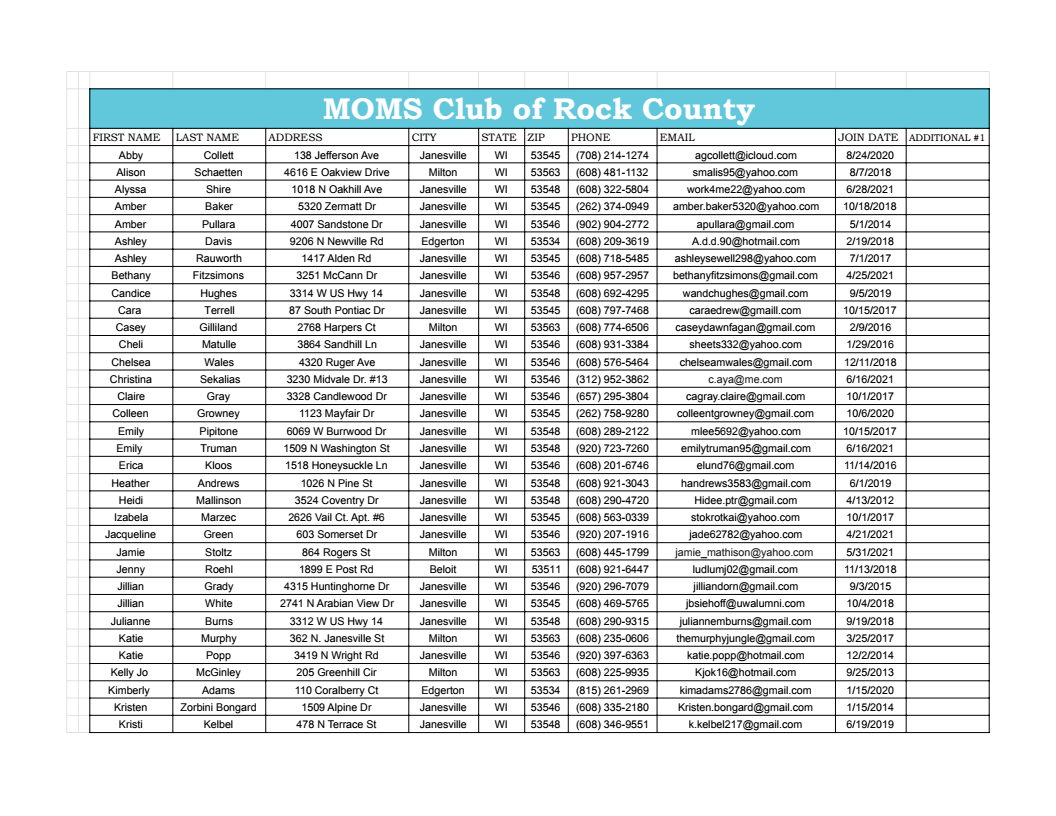 MOMS Club of Rock County
FIRST NAME LAST NAME ADDRESS CITY STATE ZIP PHONE EMAIL JOIN DATE ADDITIONAL #1
Abby Collett 138 Jefferson Ave Janesville WI 53545 (708) 214-1274 agcollett@icloud.com 8/24/2020
Alison Schaetten 4616 E Oakview Drive Milton WI 53563 (608) 481-1132 smalis95@yahoo.com 8/7/2018
Alyssa Shire 1018 N Oakhill Ave Janesville WI 53548 (608) 322-5804 work4me22@yahoo.com 6/28/2021
Amber Baker 5320 Zermatt Dr Janesville WI 53545 (262) 374-0949 amber.baker5320@yahoo.com 10/18/2018
Amber Pullara 4007 Sandstone Dr Janesville WI 53546 (902) 904-2772 apullara@gmail.com 5/1/2014
Ashley Davis 9206 N Newville Rd Edgerton WI 53534 (608) 209-3619 A.d.d.90@hotmail.com 2/19/2018
Ashley Rauworth 1417 Alden Rd Janesville WI 53545 (608) 718-5485 ashleysewell298@yahoo.com 7/1/2017
Bethany Fitzsimons 3251 McCann Dr Janesville WI 53546 (608) 957-2957 bethanyfitzsimons@gmail.com 4/25/2021
Candice Hughes 3314 W US Hwy 14 Janesville WI 53548 (608) 692-4295 wandchughes@gmail.com 9/5/2019
Cara Terrell 87 South Pontiac Dr Janesville WI 53545 (608) 797-7468 caraedrew@gmaill.com 10/15/2017
Casey Gilliland 2768 Harpers Ct Milton WI 53563 (608) 774-6506 caseydawnfagan@gmail.com 2/9/2016
Cheli Matulle 3864 Sandhill Ln Janesville WI 53546 (608) 931-3384 sheets332@yahoo.com 1/29/2016
Chelsea Wales 4320 Ruger Ave Janesville WI 53546 (608) 576-5464 chelseamwales@gmail.com 12/11/2018
Christina Sekalias 3230 Midvale Dr. #13 Janesville WI 53546 (312) 952-3862 c.aya@me.com 6/16/2021
Claire Gray 3328 Candlewood Dr Janesville WI 53546 (657) 295-3804 cagray.claire@gmail.com 10/1/2017
Colleen Growney 1123 Mayfair Dr Janesville WI 53545 (262) 758-9280 colleentgrowney@gmail.com 10/6/2020
Emily Pipitone 6069 W Burrwood Dr Janesville WI 53548 (608) 289-2122 mlee5692@yahoo.com 10/15/2017
Emily Truman 1509 N Washington St Janesville WI 53548 (920) 723-7260 emilytruman95@gmail.com 6/16/2021
Erica Kloos 1518 Honeysuckle Ln Janesville WI 53546 (608) 201-6746 elund76@gmail.com 11/14/2016
Heather Andrews 1026 N Pine St Janesville WI 53548 (608) 921-3043 handrews3583@gmail.com 6/1/2019
Heidi Mallinson 3524 Coventry Dr Janesville WI 53548 (608) 290-4720 Hidee.ptr@gmail.com 4/13/2012
Izabela Marzec 2626 Vail Ct. Apt. #6 Janesville WI 53545 (608) 563-0339 stokrotkai@yahoo.com 10/1/2017
Jacqueline Green 603 Somerset Dr Janesville WI 53546 (920) 207-1916 jade62782@yahoo.com 4/21/2021
Jamie Stoltz 864 Rogers St Milton WI 53563 (608) 445-1799 jamie_mathison@yahoo.com 5/31/2021
Jenny Roehl 1899 E Post Rd Beloit WI 53511 (608) 921-6447 ludlumj02@gmail.com 11/13/2018
Jillian Grady 4315 Huntinghorne Dr Janesville WI 53546 (920) 296-7079 jilliandorn@gmail.com 9/3/2015
Jillian White 2741 N Arabian View Dr Janesville WI 53545 (608) 469-5765 jbsiehoff@uwalumni.com 10/4/2018
Julianne Burns 3312 W US Hwy 14 Janesville WI 53548 (608) 290-9315 juliannemburns@gmail.com 9/19/2018
Katie Murphy 362 N. Janesville St Milton WI 53563 (608) 235-0606 themurphyjungle@gmail.com 3/25/2017
Katie Popp 3419 N Wright Rd Janesville WI 53546 (920) 397-6363 katie.popp@hotmail.com 12/2/2014
Kelly Jo McGinley 205 Greenhill Cir Milton WI 53563 (608) 225-9935 Kjok16@hotmail.com 9/25/2013
Kimberly Adams 110 Coralberry Ct Edgerton WI 53534 (815) 261-2969 kimadams2786@gmail.com 1/15/2020
Kristen Zorbini Bongard 1509 Alpine Dr Janesville WI 53546 (608) 335-2180 Kristen.bongard@gmail.com 1/15/2014
Kristi Kelbel 478 N Terrace St Janesville WI 53548 (608) 346-9551 k.kelbel217@gmail.com 6/19/2019